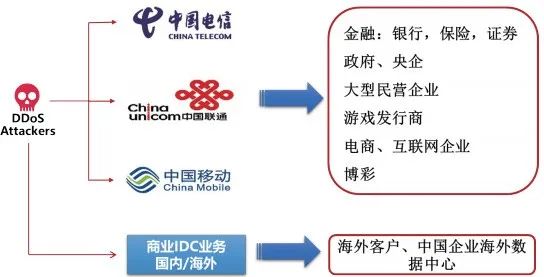 中国电信
CHINA TELECOM
DDoS
Attackers
China
unicom中国联通
中国移动
China Mobile
商业IDC业务
国内/海外
金融：银行，保险，证券
政府、央企
大型民营企业
游戏发行商
电商、互联网企业
博彩
海外客户、中国企业海外数
据中心